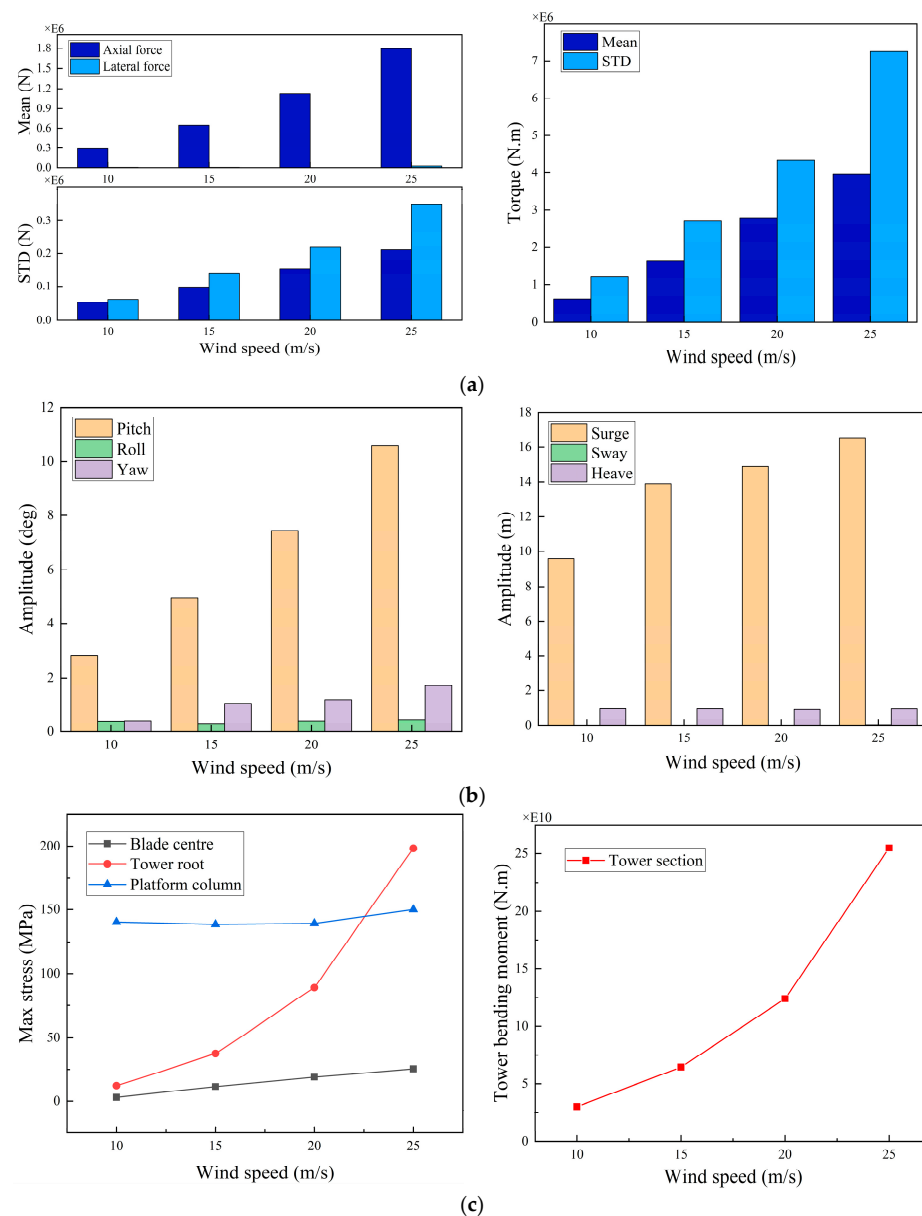 ×E6
1.8
1.5
1.2
0.9
0.6
0.3
0.0
Mean (N)
Axial force
Lateral force
10
15
20
25
×E6
0.3
0.2
0.1
0.0
STD (N)
10
15
20
25
Wind speed (m/s)
×E6
7
6
5
4
3
2
1
0
Torque (N.m)
Mean
STD
10
15
20
25
Wind speed (m/s)
(a)
12
10
8
6
4
2
0
Amplitude (deg)
Pitch
Roll
Yaw
10
15
20
25
Wind speed (m/s)
18
16
14
12
10
8
6
4
2
0
Amplitude (m)
Surge
Sway
Heave
10
15
20
25
Wind speed (m/s)
(b)
200
150
100
50
0
Max stress (MPa)
Blade centre
Tower root
Platform column
10
15
20
25
Wind speed (m/s)
×E10
25
20
15
10
5
0
Tower bending moment (N.m)
Tower section
10
15
20
25
Wind speed (m/s)
(c)